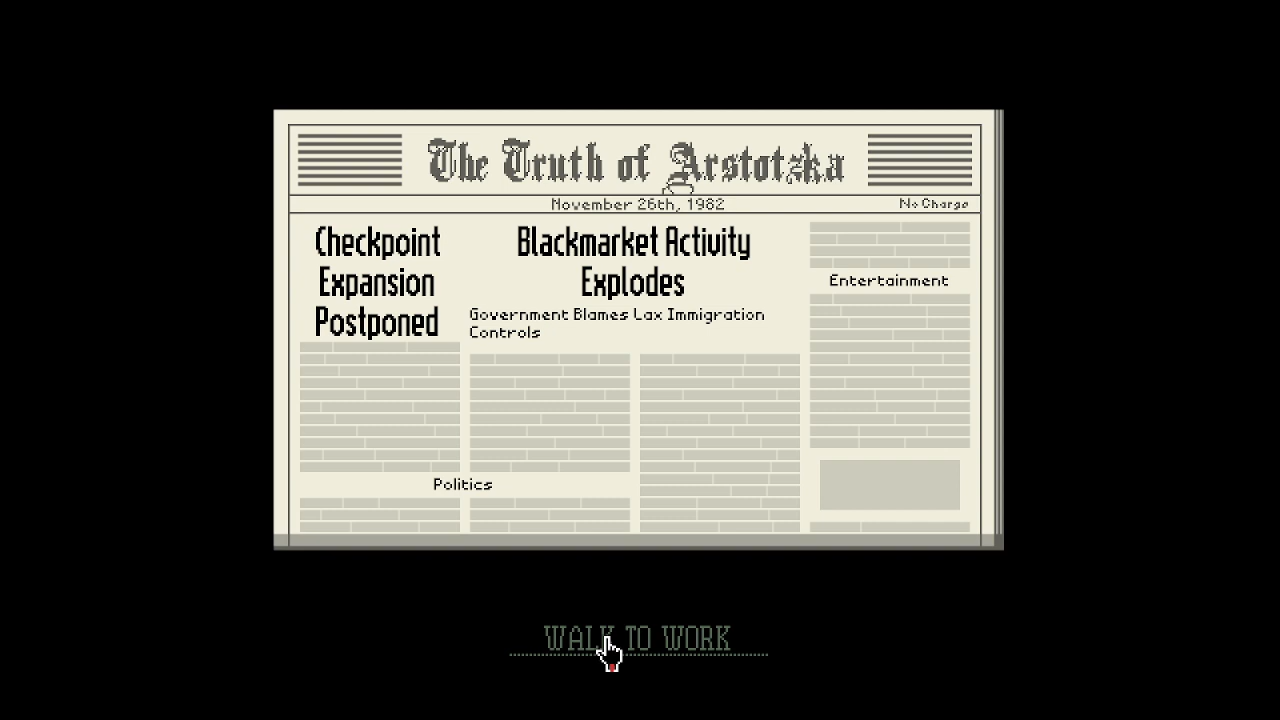 The Truth of Arstotzka
November 26th, 1982
No Charge
Checkpoint
Expansion
Postponed
Blackmarket Activity
Explodes
Government Blames Lax Immigration
Controls
Entertainment
Politics
WALK TO WORK